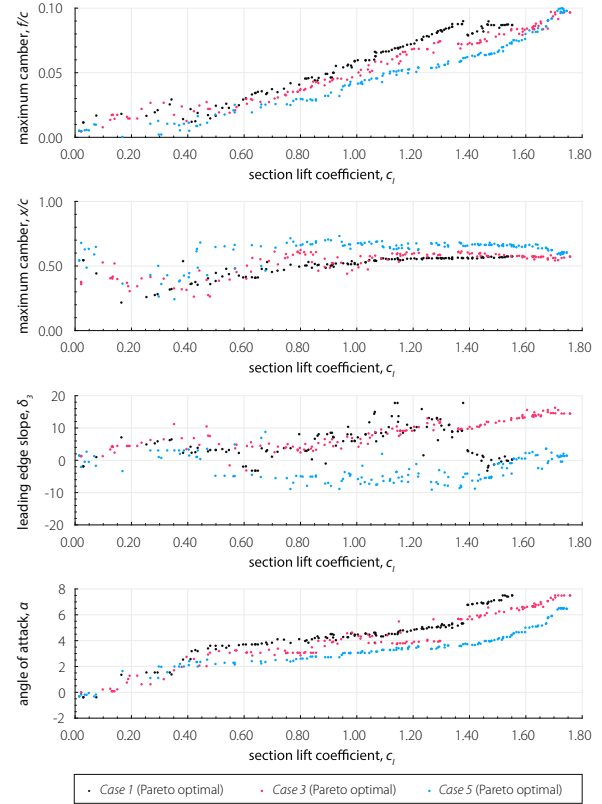 maximum camber, f/c
0.10
0.05
0.00
0.00 0.20 0.40 0.60 0.80 1.00 1.20 1.40 1.60 1.80
section lift coefficient, cl
maximum camber, x/c
1.00
0.50
0.00
0.00 0.20 0.40 0.60 0.80 1.00 1.20 1.40 1.60 1.80
section lift coefficient, cl
leading edge slope, δ3
20
10
0
-10
-20
0.00 0.20 0.40 0.60 0.80 1.00 1.20 1.40 1.60 1.80
section lift coefficient, cl
angle of attack, α
8
6
4
2
0
-2
0.00 0.20 0.40 0.60 0.80 1.00 1.20 1.40 1.60 1.80
section lift coefficient, cl
Case 1 (Pareto optimal) Case 3 (Pareto optimal) Case 5 (Pareto optimal)